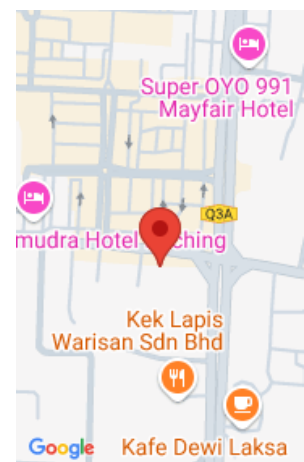 Super OYO 991
Mayfair Hotel
Q3A
mudra Hotel
ching
Kek Lapis
Warisan Sdn Bhd
Kafe Dewi Laksa
Google